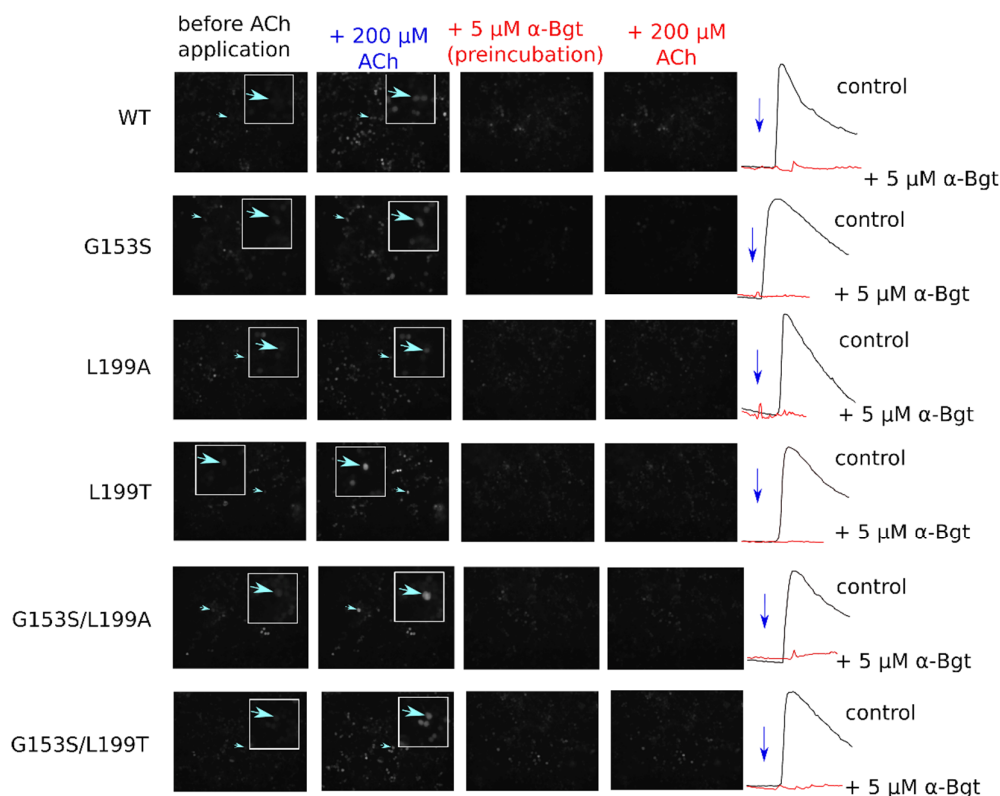 before ACh
application
+ 200 μM
ACh
+ 5 μM α-Bgt
(preincubation)
+ 200 μM
ACh
WT
control
+ 5 μM α-Bgt
G153S
control
+ 5 μM α-Bgt
L199A
control
+ 5 μM α-Bgt
L199T
control
+ 5 μM α-Bgt
G153S/L199A
control
+ 5 μM α-Bgt
G153S/L199T
control
+ 5 μM α-Bgt